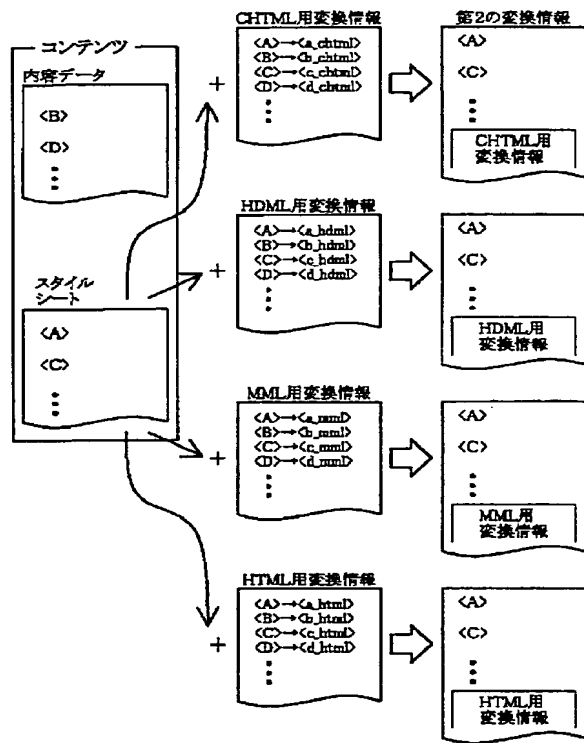 コンテンツ
内容データ
<B>
<D>
スタイル
シート
<A>
<C>
+
CHTML用変換情報
<A>→<a_chtml>
<B>→<b_chtml>
<C>→<c_chtml>
<D>→<d_chtml>
第2の変換情報
<A>
<C>
CHTML用
変換情報
+
HDML用変換情報
<A>→<a_hdml>
<B>→<b_hdml>
<C>→<c_hdml>
<D>→<d_hdml>
<A>
<C>
HDML用
変換情報
+
MML用変換情報
<A>→<a_mml>
<B>→<b_mml>
<C>→<c_mml>
<D>→<d_mml>
<A>
<C>
MML用
変換情報
+
HTML用変換情報
<A>→<a_html>
<B>→<b_html>
<C>→<c_html>
<D>→<d_html>
<A>
<C>
HTML用
変換情報